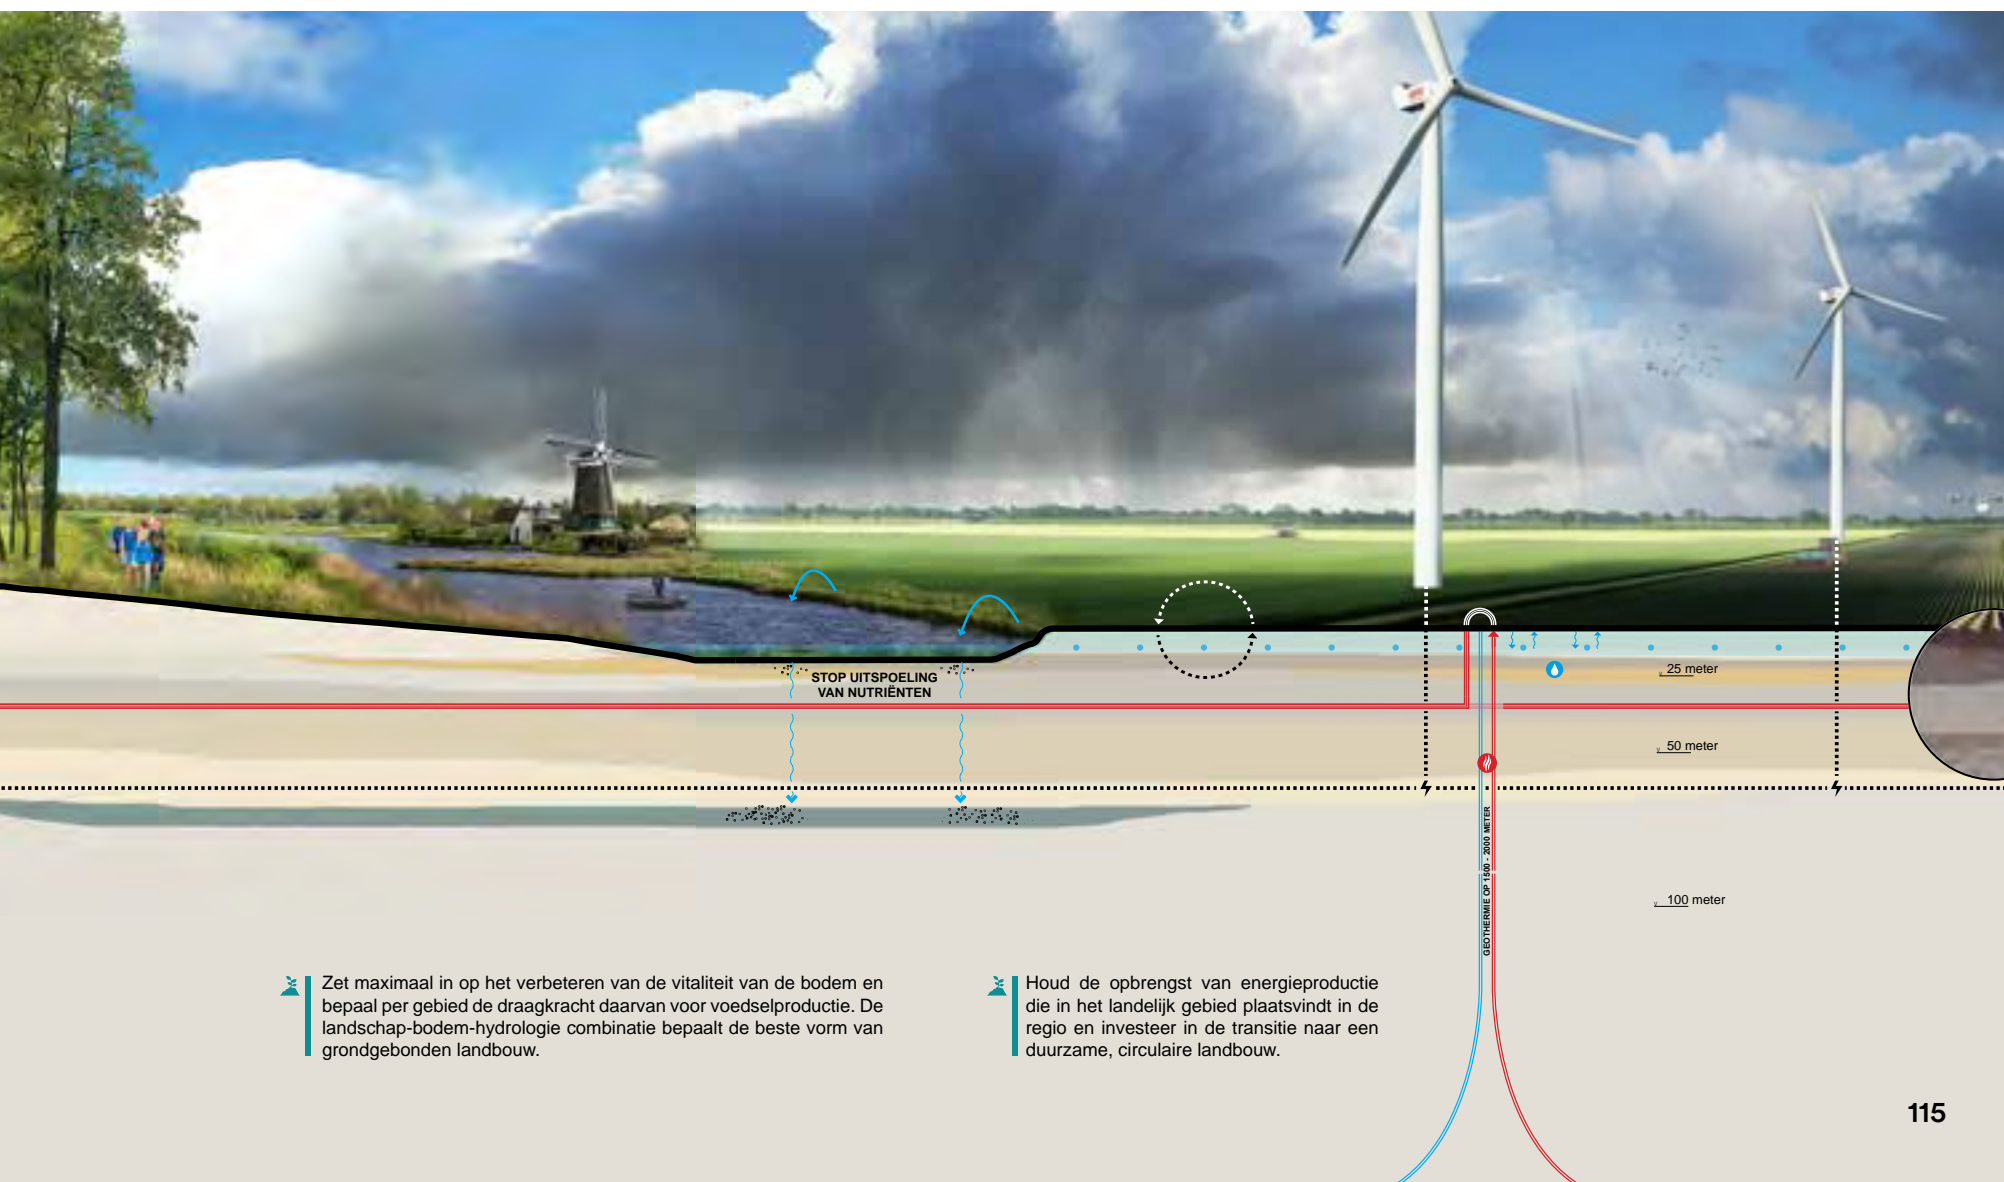 STOP UITSPOELING
VAN NUTRIËNTEN
25 meter
50 meter
GEOTHERMIE OP 1500 - 2000 METER
100 meter
Zet maximaal in op het verbeteren van de vitaliteit van de bodem en
bepaal per gebied de draagkracht daarvan voor voedselproductie. De
landschap-bodem-hydrologie combinatie bepaalt de beste vorm van
grondgebonden landbouw.
Houd de opbrengst van energieproductie
die in het landelijk gebied plaatsvindt in de
regio en investeer in de transitie naar een
duurzame, circulaire landbouw.
115